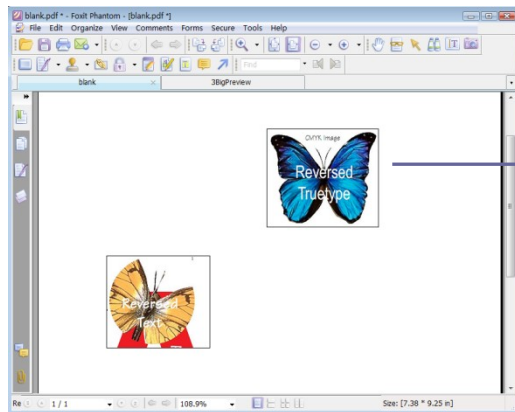 blank.pdf * - Foxit Phantom - [blank.pdf *]
File Edit Organize View Comments Forms Secure Tools Help
Find
blank 3BigPreview
CMYK Image
Reversed
Truetype
Reversed
Text
1 / 1 108.9% Size: [7.38 * 9.25 in]